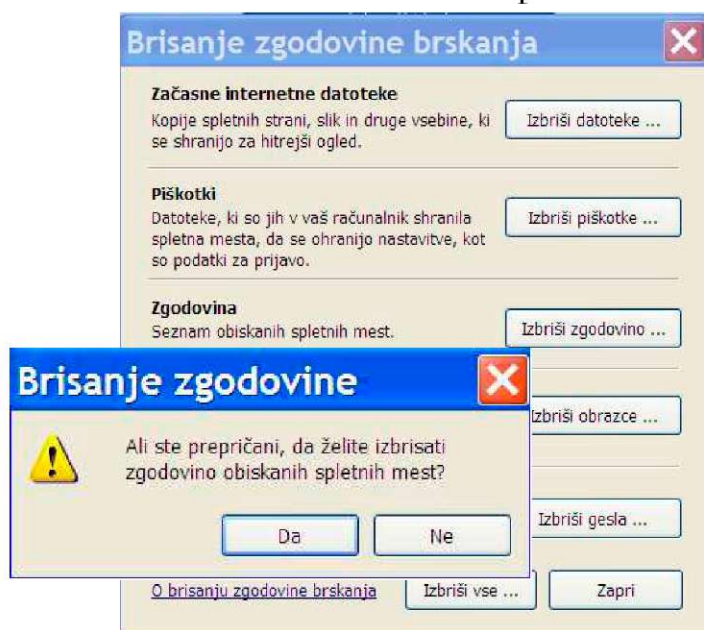 Brisanje zgodovine brskanja
Začasne internetne datoteke
Kopije spletnih strani, slik in druge vsebine, ki
se shranijo za hitrejši ogled.
Izbriši datoteke ...
Piškotki
Datoteke, ki so jih v vaš računalnik shranila
spletna mesta, da se ohranijo nastavitve, kot
so podatki za prijavo.
Izbriši piškotke ...
Zgodovina
Seznam obiskanih spletnih mest.
Izbriši zgodovino ...
Brisanje zgodovine
Ali ste prepričani, da želite izbrisati
zgodovino obiskanih spletnih mest?
Da
Ne
Izbriši obrazce ...
Izbriši gesla ...
O brisanju zgodovine brskanja
Izbriši vse ...
Zapri